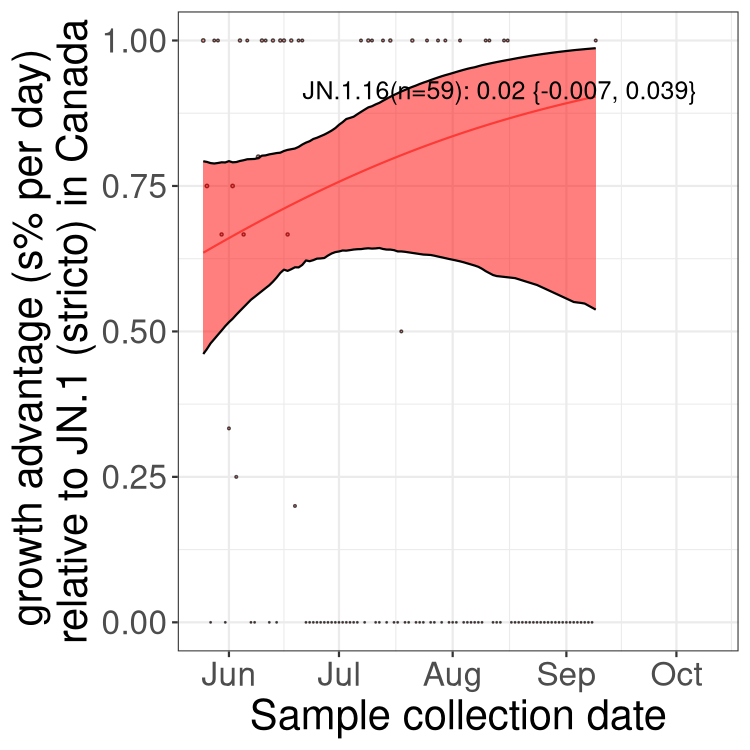 growth advantage (s% per day)
relative to JN.1 (stricto) in Canada
1.00
0.75
0.50
0.25
0.00
JN.1.16(n=59): 0.02 {-0.007, 0.039}
Jun
Jul
Aug
Sep
Oct
Sample collection date